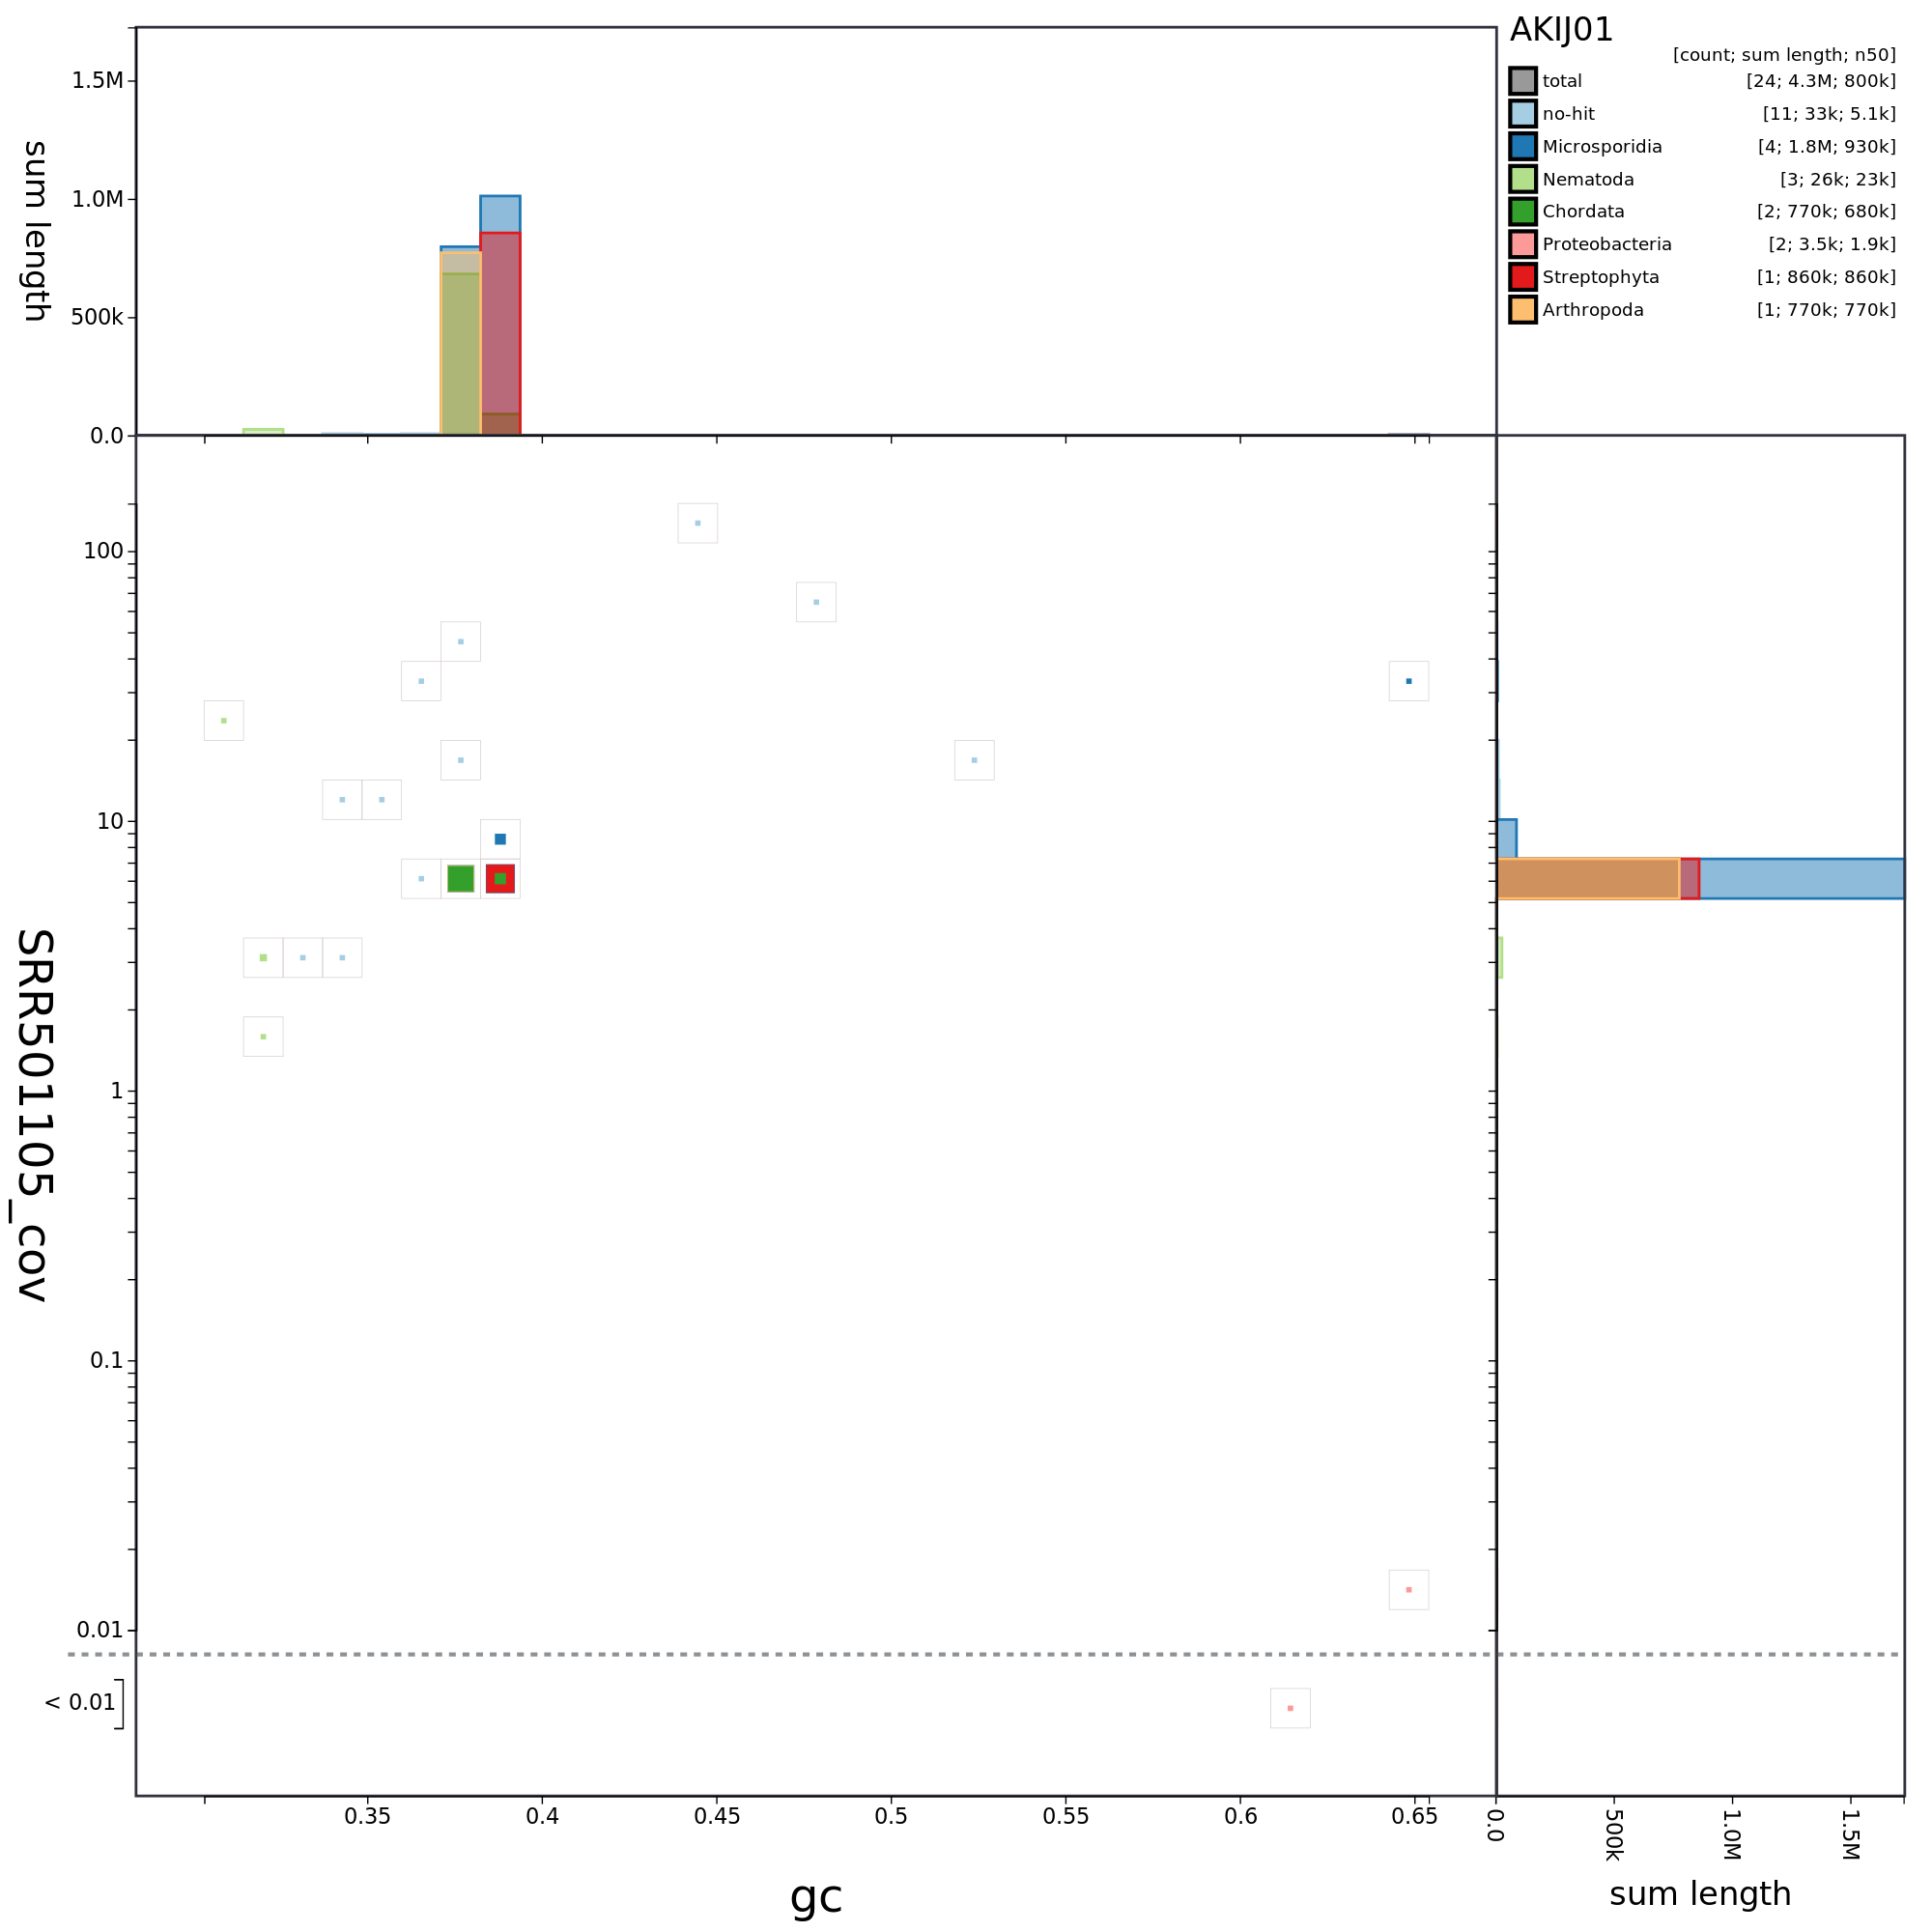 AKIJ01
[count; sum length; n50]
total [24; 4.3M; 800k]
no-hit [11; 33k; 5.1k]
Microsporidia [4; 1.8M; 930k]
Nematoda [3; 26k; 23k]
Chordata [2; 770k; 680k]
Proteobacteria [2; 3.5k; 1.9k]
Streptophyta [1; 860k; 860k]
Arthropoda [1; 770k; 770k]
sum length
1.5M
1.0M
500k
0.0
SRR501105_cov
100
10
1
0.1
0.01
< 0.01
0.35 0.4 0.45 0.5 0.55 0.6 0.65
gc
0.0 500k 1.0M 1.5M
sum length